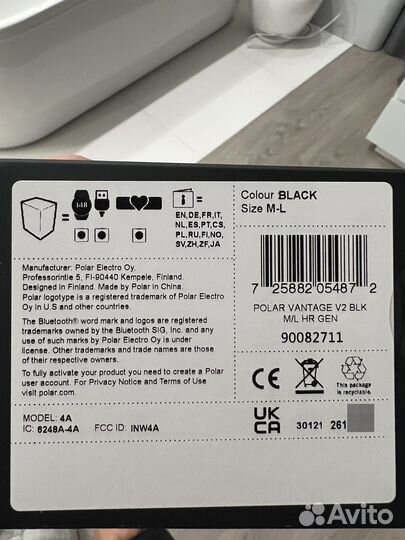 Colour BLACK
Size M-L
EN,DE,FR,IT,
NL,ES,PT,CS,
PL,RU,FI,NO,
SV,ZH,ZF,JA
Manufacturer: Polar Electro Oy.
Professorintie 5, FI-90440 Kempele, Finland.
Designed in Finland. Made by Polar in China.
Polar logotype is a registered trademark of Polar Electro
Oy in U.S and other countries.
The Bluetooth® word mark and logos are registered
trademarks owned by Bluetooth SIG, Inc. and any
use of such marks by Polar Electro Oy is under license.
Other trademarks and trade names are those of
their respective owners.
To fully activate your product you need to create a Polar
user account. For Privacy Notice and Terms of Use
visit polar.com.
7 25882 05487 2
POLAR VANTAGE V2 BLK
M/L HR GEN
90082711
CE
This package
is recyclable.
MODEL: 4A
IC: 6248A-4A FCC ID: INW4A
UK
CA
30121 261
Avito